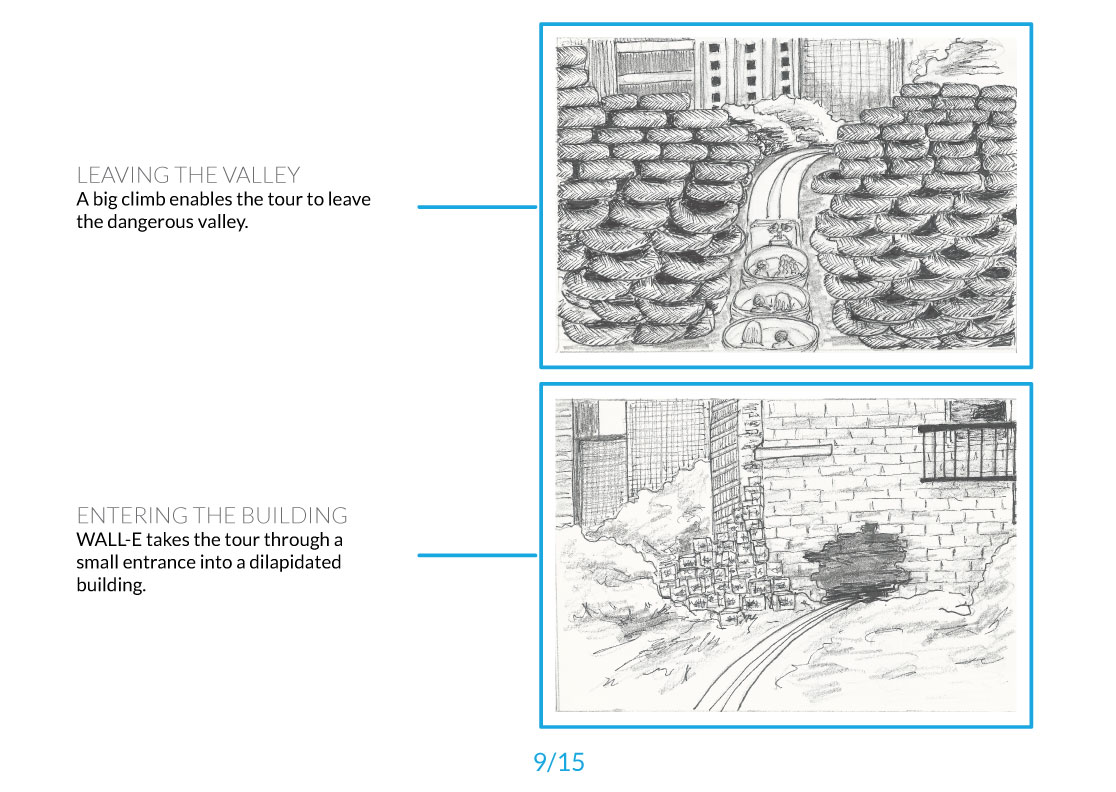 LEAVING THE VALLEY
A big climb enables the tour to leave
the dangerous valley.
ENTERING THE BUILDING
WALL-E takes the tour through a
small entrance into a dilapidated
building.
9/15